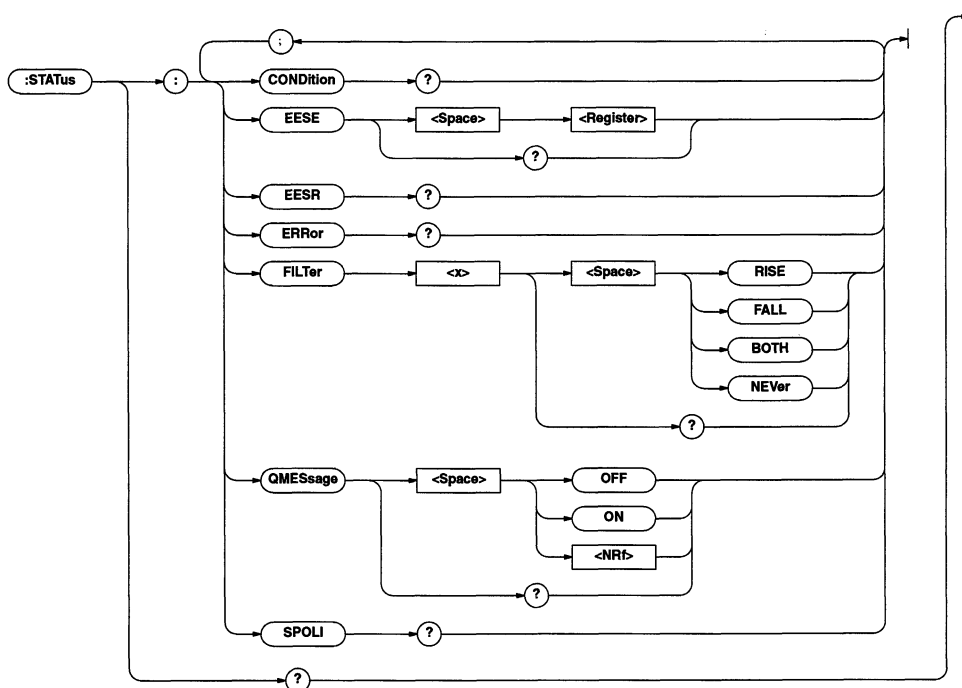 ;
:STATus : CONDition ?
EESE <Space> <Register>
?
EESR ?
ERRor ?
FILTer <x> <Space> RISE
FALL
BOTH
NEVer
?
QMESsage <Space> OFF
ON
<NRf>
?
SPOLl ?
?